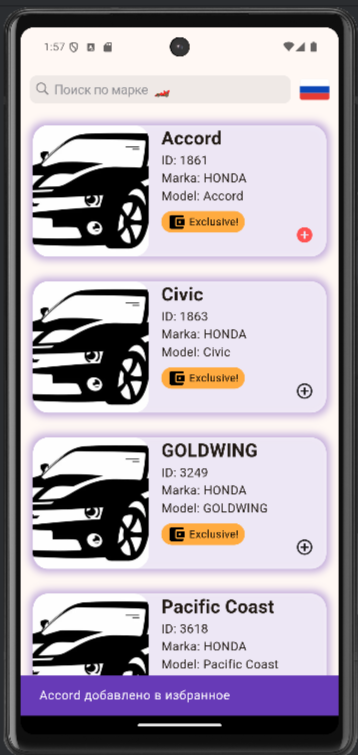 1:57
Поиск по марке 🏎️
Accord
ID: 1861
Marka: HONDA
Model: Accord
Exclusive!
Civic
ID: 1863
Marka: HONDA
Model: Civic
Exclusive!
GOLDWING
ID: 3249
Marka: HONDA
Model: GOLDWING
Exclusive!
Pacific Coast
ID: 3618
Marka: HONDA
Model: Pacific Coast
Accord добавлено в избранное